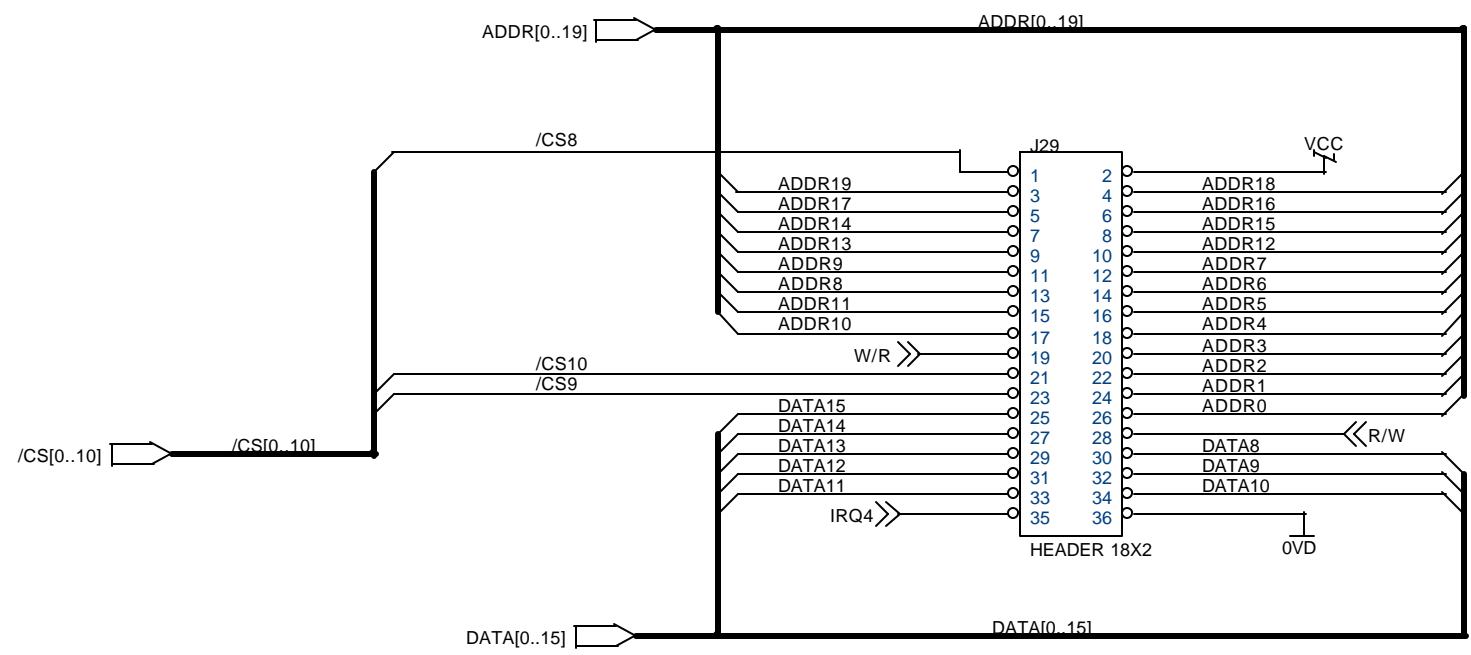 ADDR[0..19]
ADDR[0..19]
/CS8
J29
VCC
1 2
ADDR19 3 4 ADDR18
ADDR17 5 6 ADDR16
ADDR14 7 8 ADDR15
ADDR13 9 10 ADDR12
ADDR9 11 12 ADDR7
ADDR8 13 14 ADDR6
ADDR11 15 16 ADDR5
ADDR10 17 18 ADDR4
W/R 19 20 ADDR3
/CS10 21 22 ADDR2
/CS9 23 24 ADDR1
DATA15 25 26 ADDR0
DATA14 27 28 R/W
DATA13 29 30 DATA8
DATA12 31 32 DATA9
DATA11 33 34 DATA10
IRQ4 35 36
/CS[0..10]
/CS[0..10]
HEADER 18X2
0VD
DATA[0..15]
DATA[0..15]